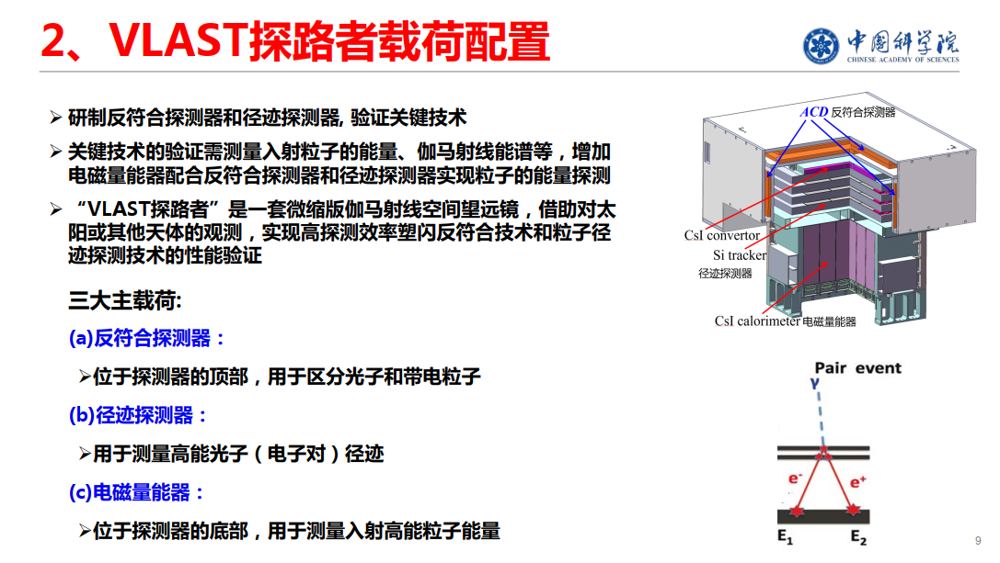 2、VLAST探路者载荷配置
中国科学院
CHINESE ACADEMY OF SCIENCES
➢ 研制反符合探测器和径迹探测器, 验证关键技术
➢ 关键技术的验证需测量入射粒子的能量、伽马射线能谱等，增加
电磁量能器配合反符合探测器和径迹探测器实现粒子的能量探测
➢ “VLAST探路者”是一套微缩版伽马射线空间望远镜，借助对太
阳或其他天体的观测，实现高探测效率塑闪反符合技术和粒子径
迹探测技术的性能验证
三大主载荷:
(a)反符合探测器：
➢位于探测器的顶部，用于区分光子和带电粒子
(b)径迹探测器：
➢用于测量高能光子（电子对）径迹
(c)电磁量能器：
➢位于探测器的底部，用于测量入射高能粒子能量
ACD 反符合探测器
CsI convertor
Si tracker
径迹探测器
CsI calorimeter 电磁量能器
Pair event
γ
e⁻ e⁺
E₁ E₂
9